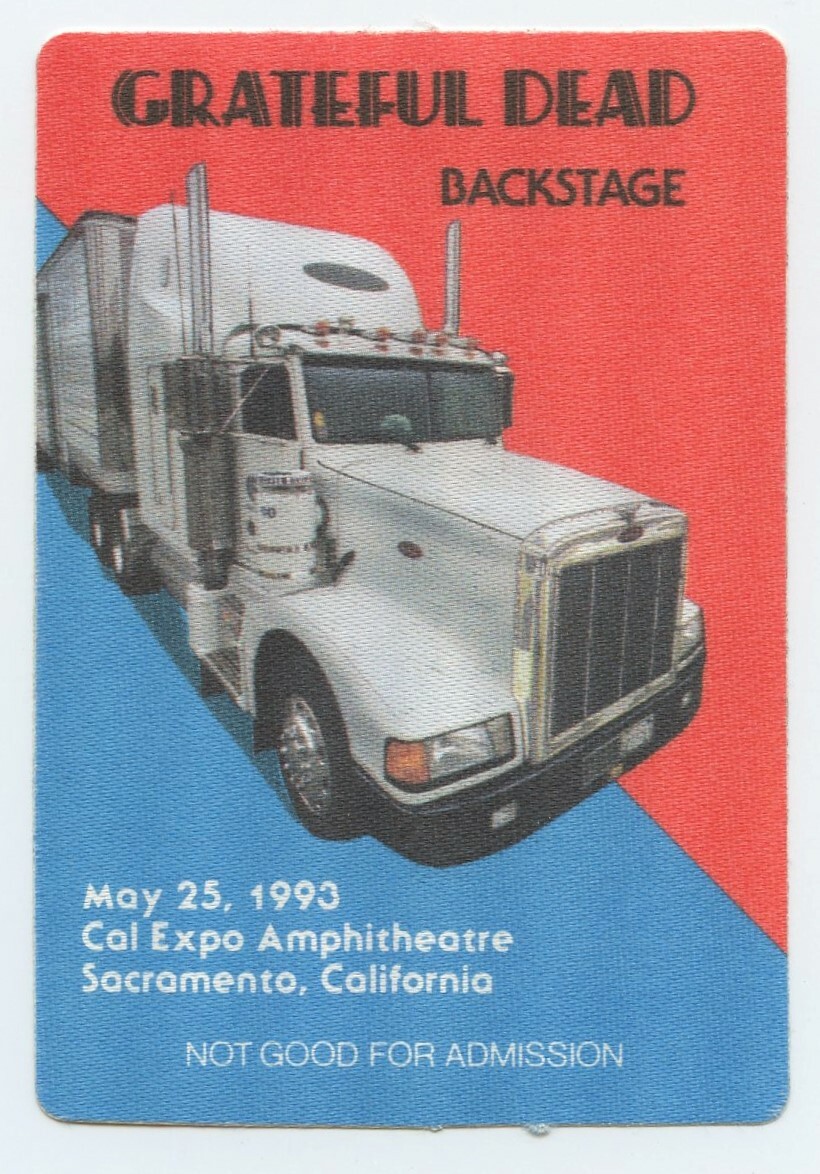 GRATEFUL DEAD
BACKSTAGE
May 25, 1993
Cal Expo Amphitheatre
Sacramento, California
NOT GOOD FOR ADMISSION